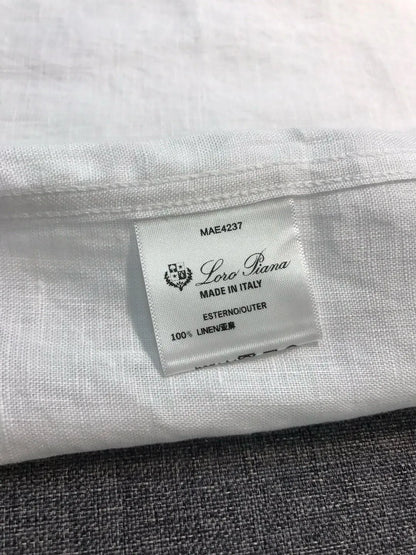 MAE4237
Loro Piana
MADE IN ITALY
ESTERNO/OUTER
100% LINEN/亚麻